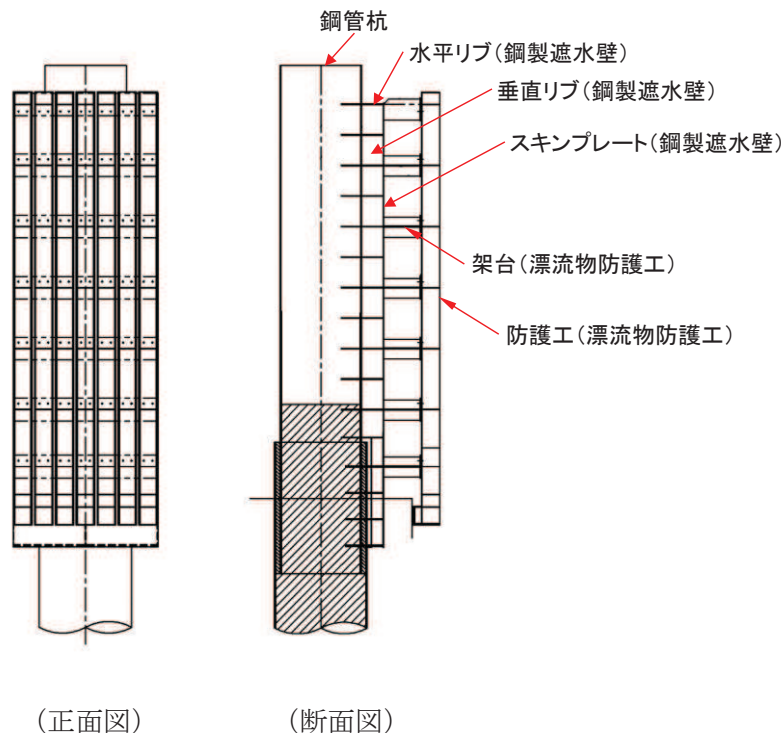 鋼管杭
水平リブ(鋼製遮水壁)
垂直リブ(鋼製遮水壁)
スキンプレート(鋼製遮水壁)
架台(漂流物防護工)
防護工(漂流物防護工)
(正面図)
(断面図)